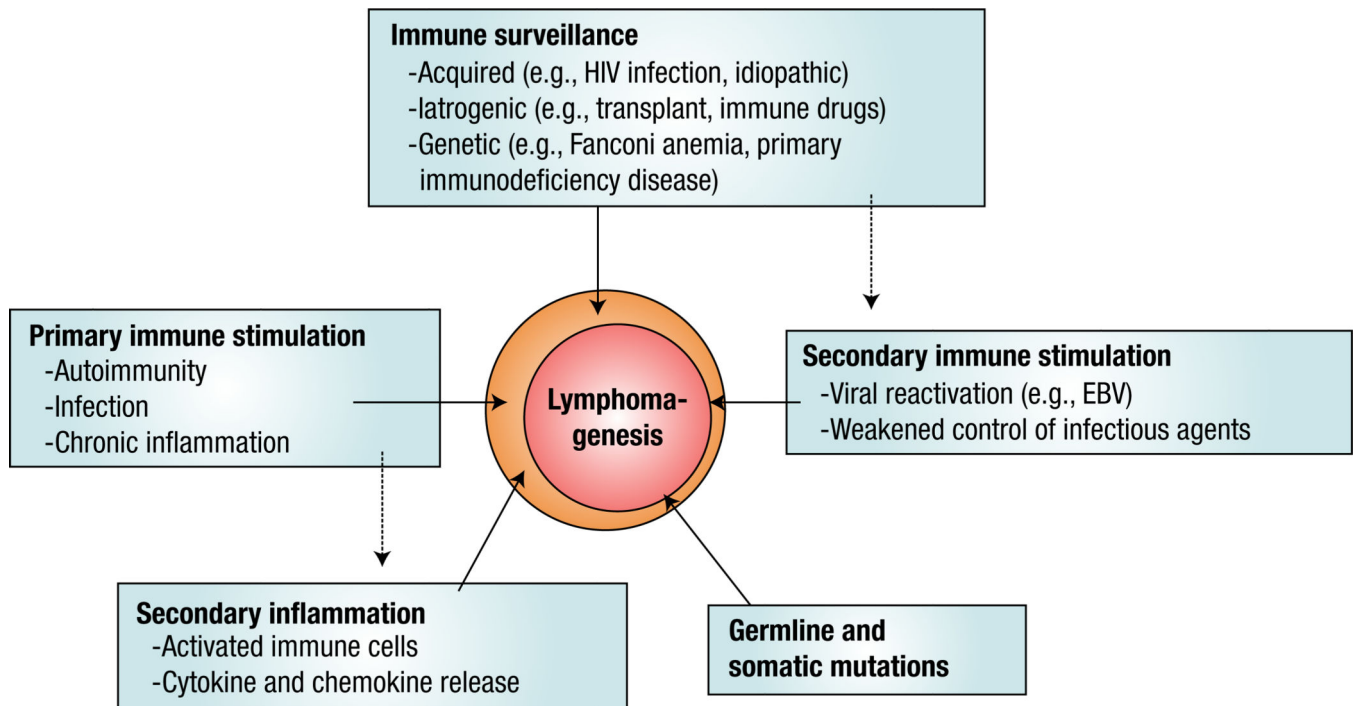 Immune surveillance
-Acquired (e.g., HIV infection, idiopathic)
-Iatrogenic (e.g., transplant, immune drugs)
-Genetic (e.g., Fanconi anemia, primary
immunodeficiency disease)
Primary immune stimulation
-Autoimmunity
-Infection
-Chronic inflammation
Lymphoma-
genesis
Secondary immune stimulation
-Viral reactivation (e.g., EBV)
-Weakened control of infectious agents
Secondary inflammation
-Activated immune cells
-Cytokine and chemokine release
Germline and
somatic mutations